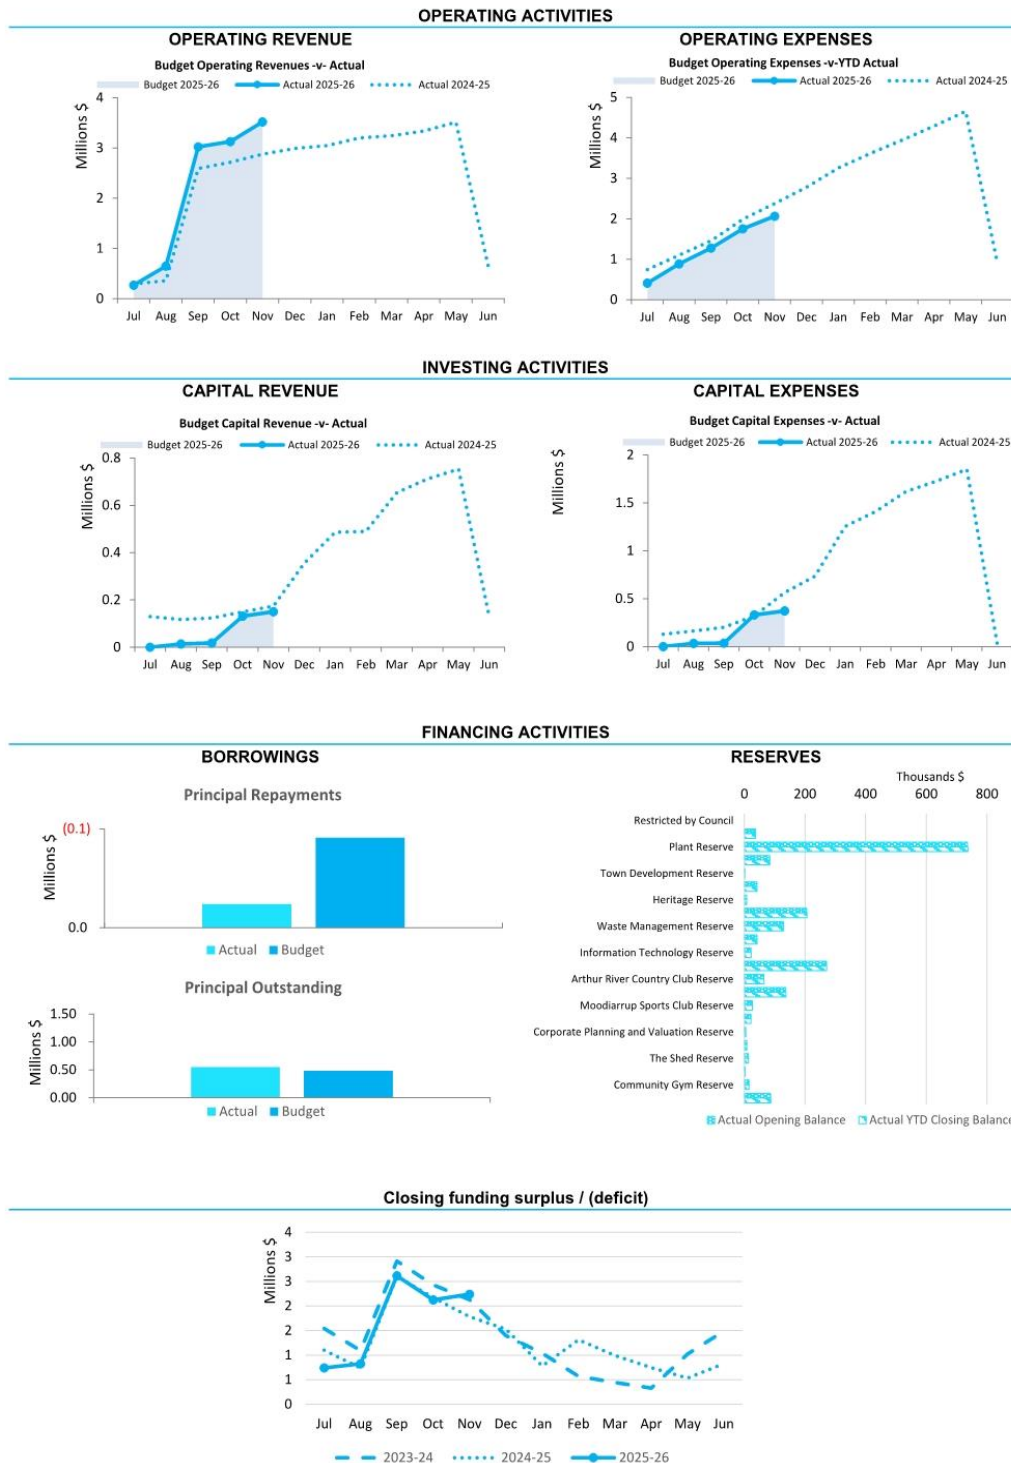 OPERATING ACTIVITIES
OPERATING REVENUE
Budget Operating Revenues -v- Actual
Budget 2025-26 Actual 2025-26 Actual 2024-25
Millions $
4
3
2
1
0
Jul Aug Sep Oct Nov Dec Jan Feb Mar Apr May Jun
OPERATING EXPENSES
Budget Operating Expenses -v-YTD Actual
Budget 2025-26 Actual 2025-26 Actual 2024-25
Millions $
5
4
3
2
1
0
Jul Aug Sep Oct Nov Dec Jan Feb Mar Apr May Jun
INVESTING ACTIVITIES
CAPITAL REVENUE
Budget Capital Revenue -v- Actual
Budget 2025-26 Actual 2025-26 Actual 2024-25
Millions $
0.8
0.6
0.4
0.2
0
Jul Aug Sep Oct Nov Dec Jan Feb Mar Apr May Jun
CAPITAL EXPENSES
Budget Capital Expenses -v- Actual
Budget 2025-26 Actual 2025-26 Actual 2024-25
Millions $
2
1.5
1
0.5
0
Jul Aug Sep Oct Nov Dec Jan Feb Mar Apr May Jun
FINANCING ACTIVITIES
BORROWINGS
Principal Repayments
Millions $
(0.1)
0.0
Actual Budget
Principal Outstanding
Millions $
1.50
1.00
0.50
0.00
Actual Budget
RESERVES
Thousands $
0 200 400 600 800
Restricted by Council
Plant Reserve
Town Development Reserve
Heritage Reserve
Waste Management Reserve
Information Technology Reserve
Arthur River Country Club Reserve
Moodiarrup Sports Club Reserve
Corporate Planning and Valuation Reserve
The Shed Reserve
Community Gym Reserve
Actual Opening Balance Actual YTD Closing Balance
Closing funding surplus / (deficit)
Millions $
4
3
3
2
2
1
1
0
Jul Aug Sep Oct Nov Dec Jan Feb Mar Apr May Jun
2023-24 2024-25 2025-26